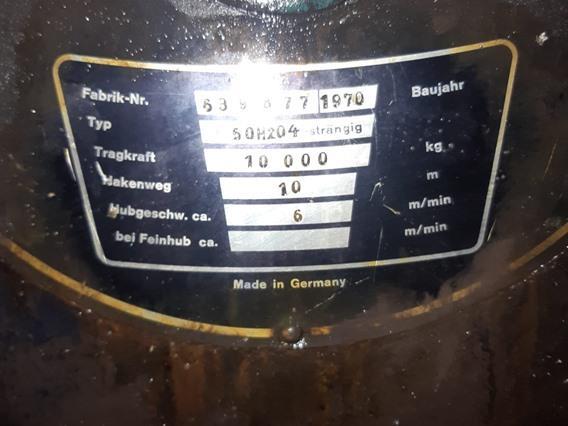 Fabrik-Nr. 1970 Baujahr
Typ 50H204-strängig
Tragkraft 10 000 kg
Hakenweg 10 m
Hubgeschw. ca. 6 m/min
bei Feinhub ca. m/min
Made in Germany